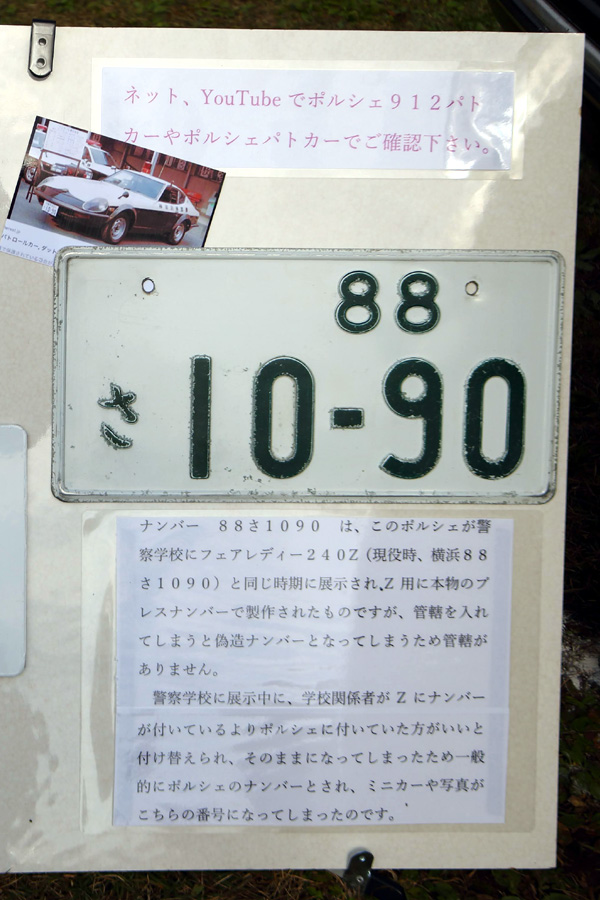 ネット、YouTubeでポルシェ９１２パト
カーやポルシェパトカーでご確認下さい。
パトロールカー、ダット
88
さ 10-90
ナンバー　８８さ１０９０　は、このポルシェが警
察学校にフェアレディー２４０Ｚ（現役時、横浜８８
さ１０９０）と同じ時期に展示され、Ｚ用に本物のプ
レスナンバーで製作されたものですが、管轄を入れ
てしまうと偽造ナンバーとなってしまうため管轄が
ありません。
　警察学校に展示中に、学校関係者がＺにナンバー
が付いているよりポルシェに付いていた方がいいと
付け替えられ、そのままになってしまったため一般
的にポルシェのナンバーとされ、ミニカーや写真が
こちらの番号になってしまったのです。